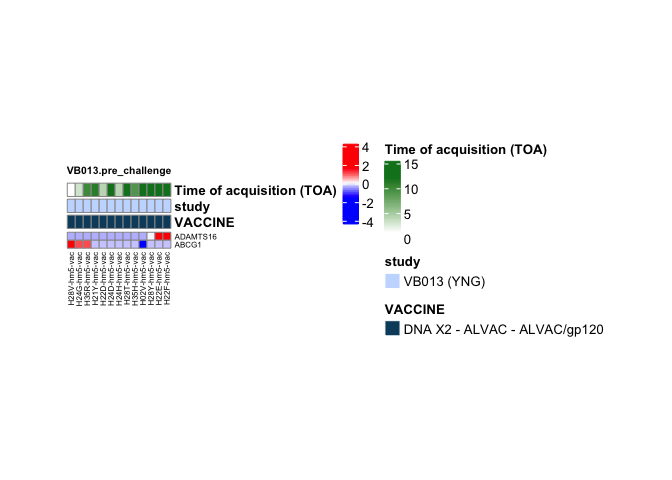 VB013.pre_challenge
Time of acquisition (TOA)
study
VACCINE
ADAMTS16
ABCG1
H28V-hm5-vac
H24G-hm5-vac
H35R-hm5-vac
H21Y-hm5-vac
H22D-hm5-vac
H24D-hm5-vac
H24H-hm5-vac
H28T-hm5-vac
H35H-hm5-vac
H02V-hm5-vac
H28Y-hm5-vac
H22E-hm5-vac
H22F-hm5-vac
4
2
0
-2
-4
Time of acquisition (TOA)
15
10
5
0
study
VB013 (YNG)
VACCINE
DNA X2 - ALVAC - ALVAC/gp120